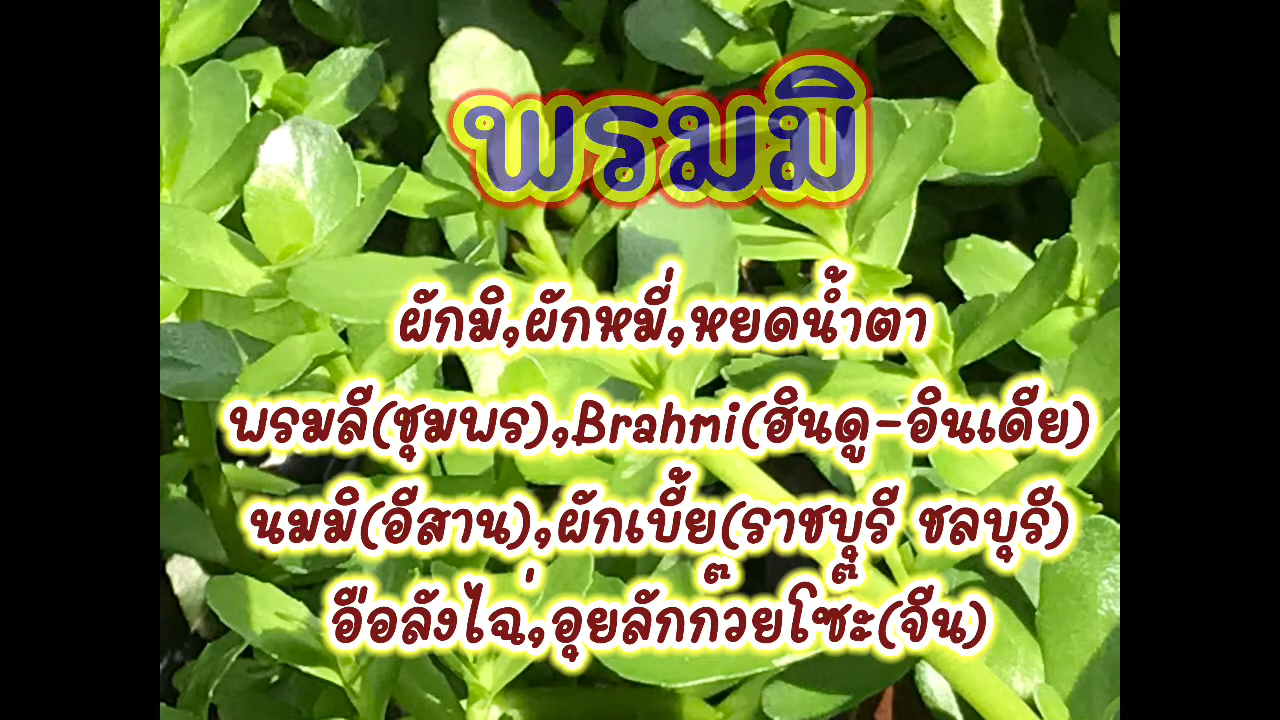 พรมมิ
ผักมิ,ผักหมี่,หยดน้ำตา
พรมลี(ชุมพร),Brahmi(ฮินดู-อินเดีย)
นมมิ(อีสาน),ผักเบี้ย(ราชบุรี ชลบุรี)
อือลังไฉ่,อุยลักก๊วยโซ๊ะ(จีน)